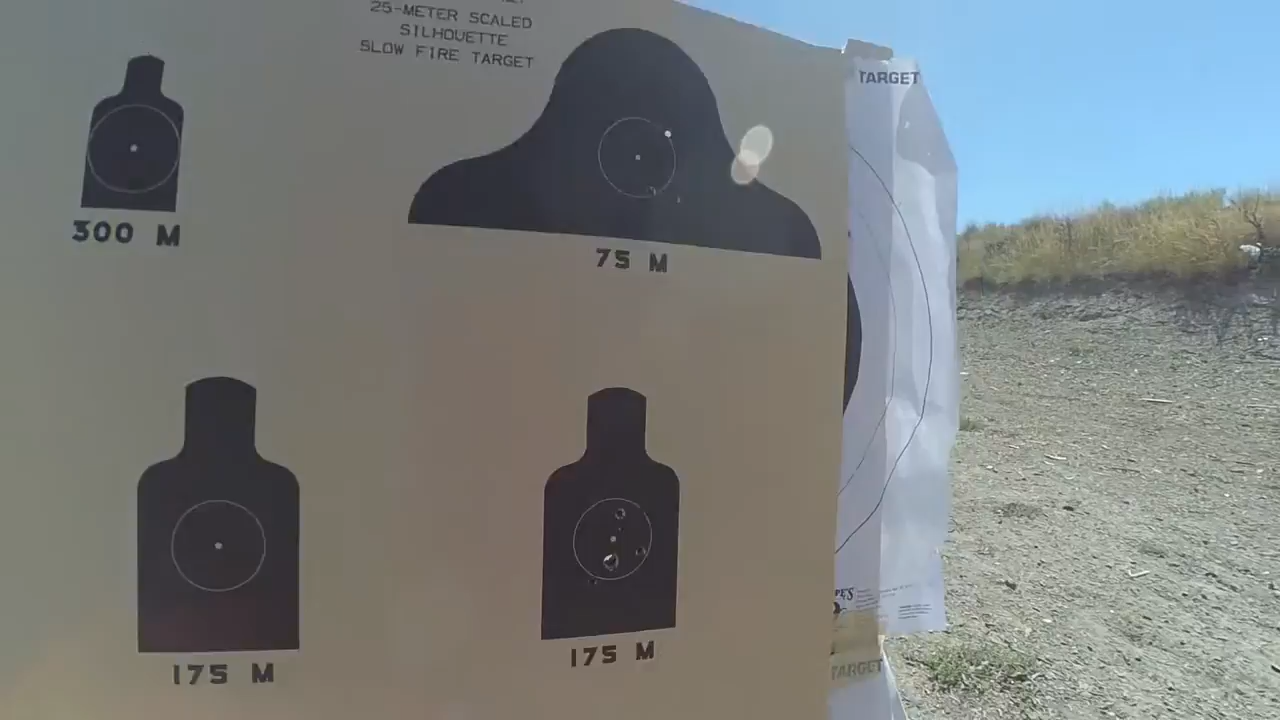 25-METER SCALED
SILHOUETTE
SLOW FIRE TARGET
TARGET
300 M
75 M
175 M
175 M
TARGET